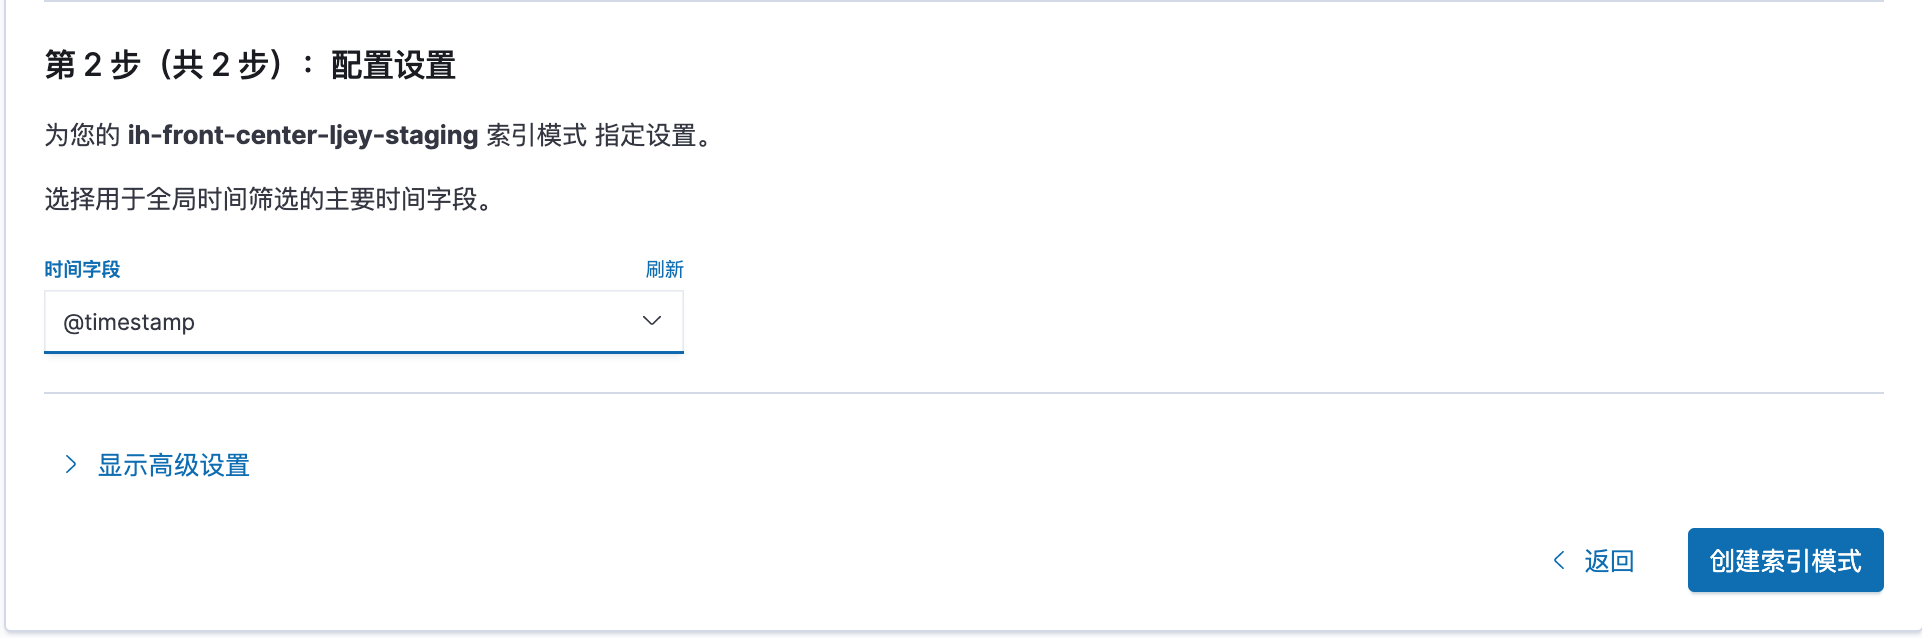 第 2 步（共 2 步）：配置设置
为您的 ih-front-center-ljey-staging 索引模式 指定设置。
选择用于全局时间筛选的主要时间字段。
时间字段 刷新
@timestamp
显示高级设置
返回 创建索引模式